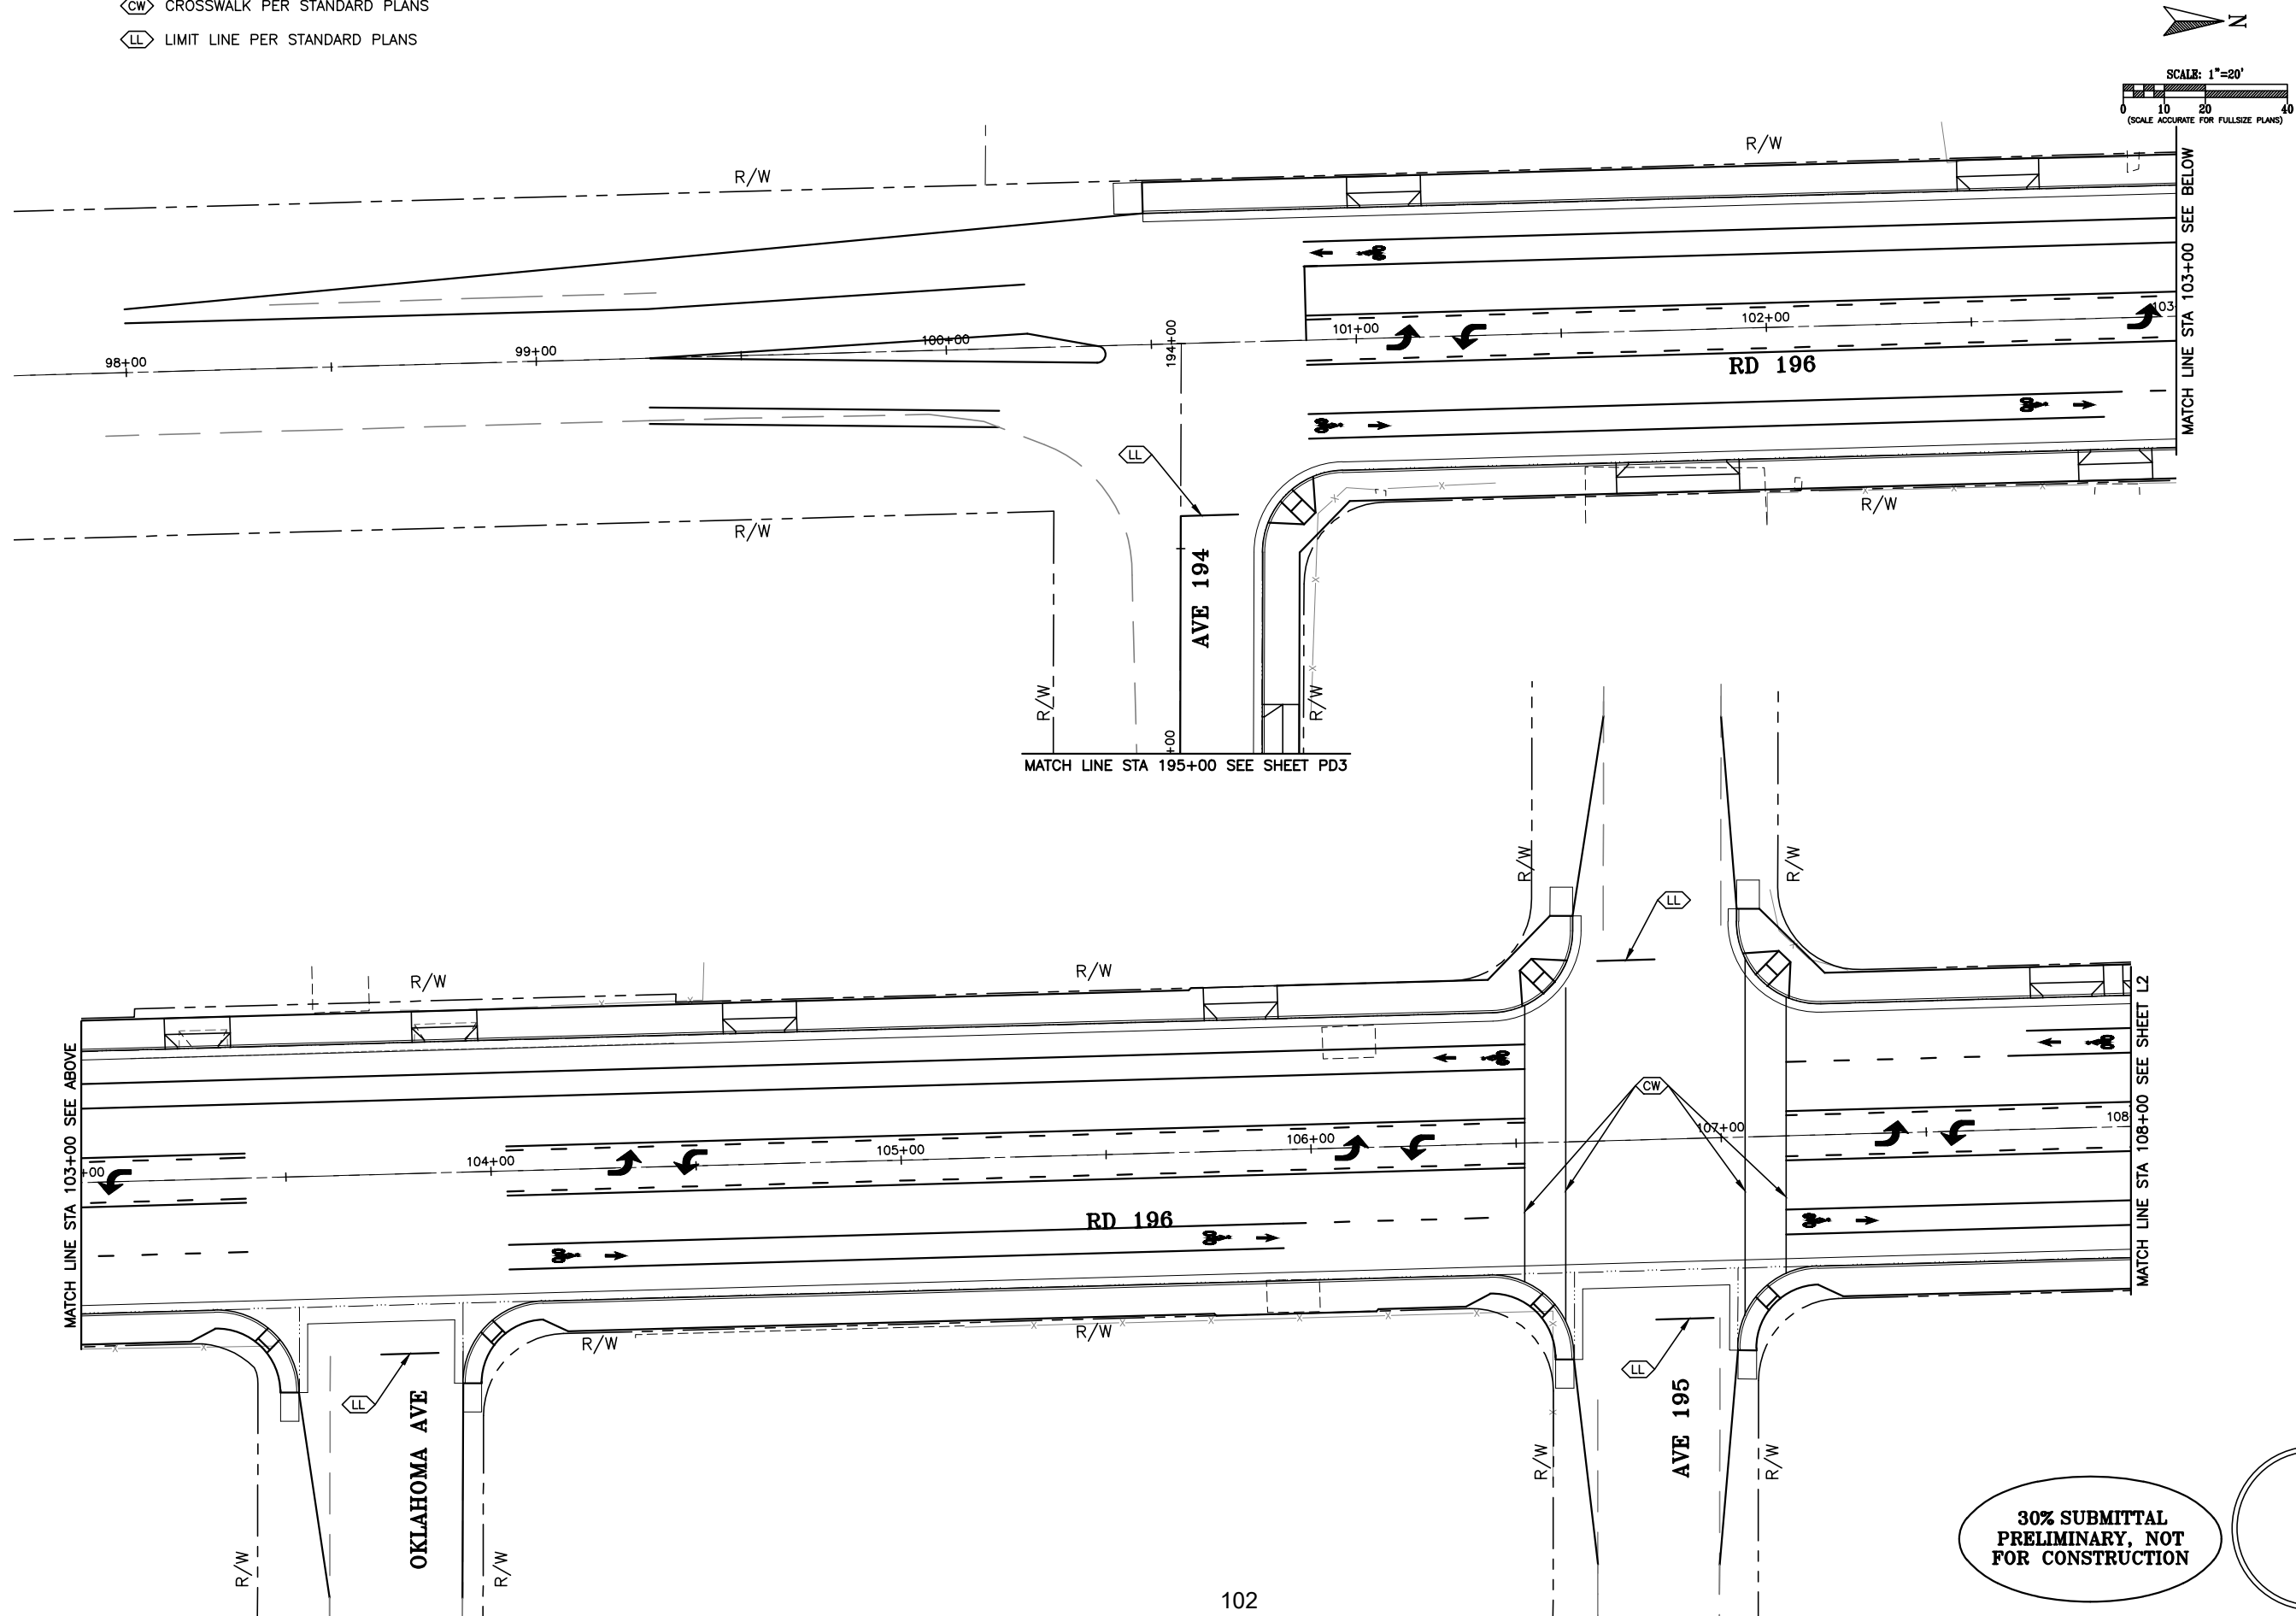 CW CROSSWALK PER STANDARD PLANS
LL LIMIT LINE PER STANDARD PLANS
N
SCALE: 1"=20'
0 10 20 40
(SCALE ACCURATE FOR FULLSIZE PLANS)
R/W
R/W
98+00
99+00
100+00
194+00
101+00
102+00
103
RD 196
MATCH LINE STA 103+00 SEE BELOW
LL
R/W
R/W
AVE 194
R/W
R/W
+00
MATCH LINE STA 195+00 SEE SHEET PD3
R/W
R/W
LL
R/W
R/W
MATCH LINE STA 103+00 SEE ABOVE
+00
104+00
105+00
106+00
107+00
108
CW
RD 196
MATCH LINE STA 108+00 SEE SHEET L2
R/W
R/W
LL
LL
OKLAHOMA AVE
AVE 195
R/W
R/W
R/W
R/W
30% SUBMITTAL
PRELIMINARY, NOT
FOR CONSTRUCTION
102